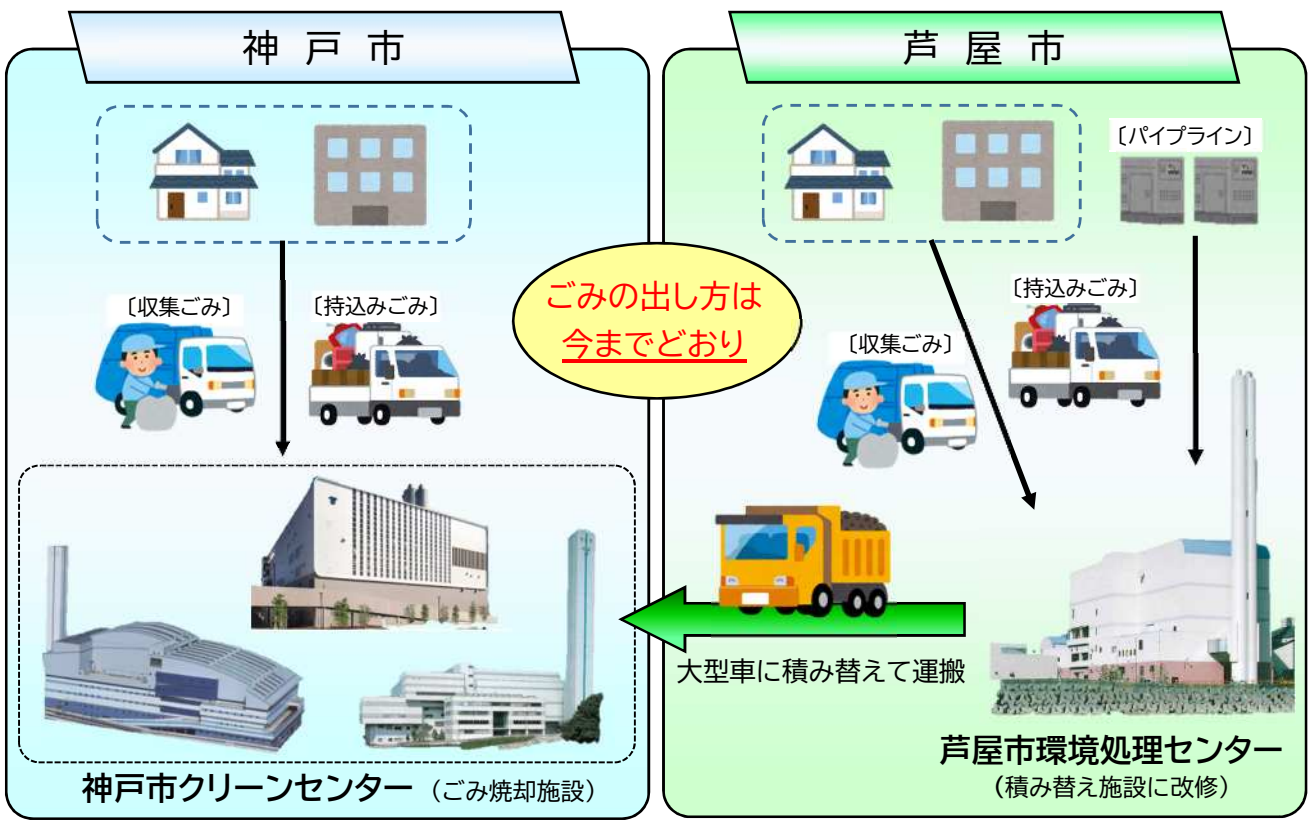 神戸市
〔収集ごみ〕
〔持込みごみ〕
神戸市クリーンセンター（ごみ焼却施設）
ごみの出し方は
今までどおり
芦屋市
〔パイプライン〕
〔持込みごみ〕
〔収集ごみ〕
大型車に積み替えて運搬
芦屋市環境処理センター
（積み替え施設に改修）